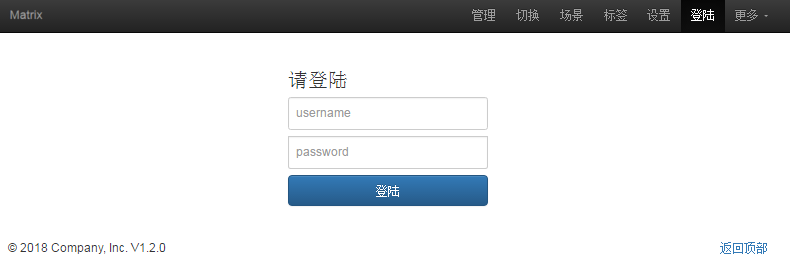 Matrix 管理 切换 场景 标签 设置 登陆 更多
请登陆
username
password
登陆
© 2018 Company, Inc. V1.2.0 返回顶部